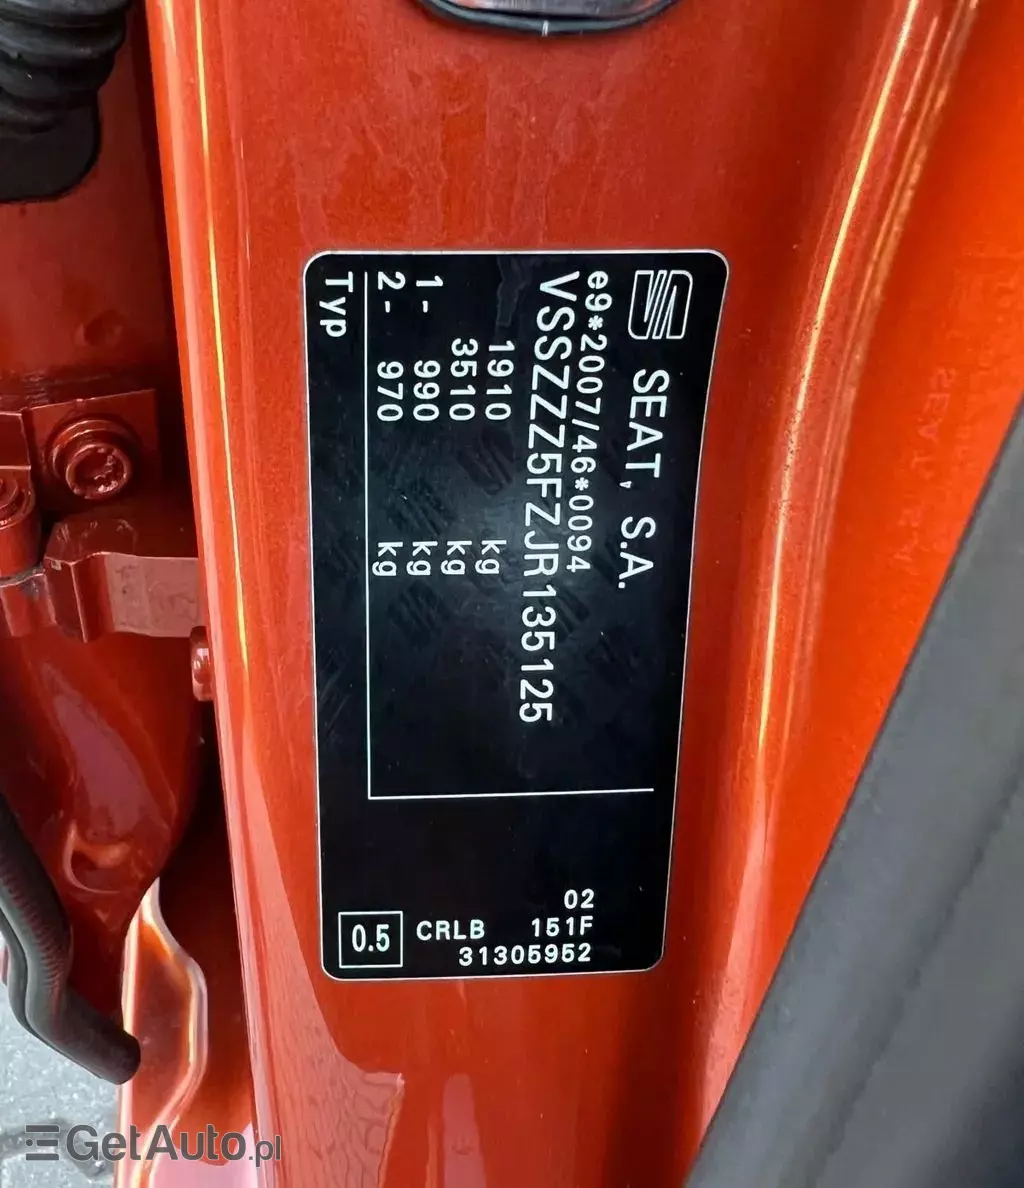 SEAT, S.A.
e9*2007/46*0094
VSSZZZ5FZJR135125
1910 kg
3510 kg
1- 990 kg
2- 970 kg
Typ
02
151F
31305952
CRLB
0.5
GetAuto.pl